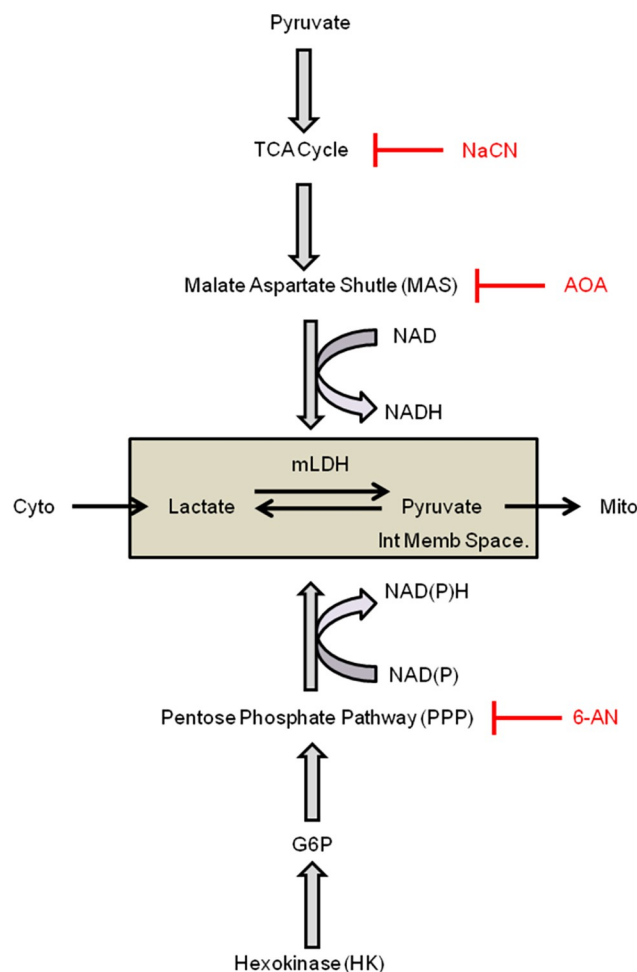 Pyruvate
TCA Cycle
NaCN
Malate Aspartate Shutle (MAS)
AOA
NAD
NADH
mLDH
Cyto
Lactate
Pyruvate
Mito
Int Memb Space.
NAD(P)H
NAD(P)
Pentose Phosphate Pathway (PPP)
6-AN
G6P
Hexokinase (HK)